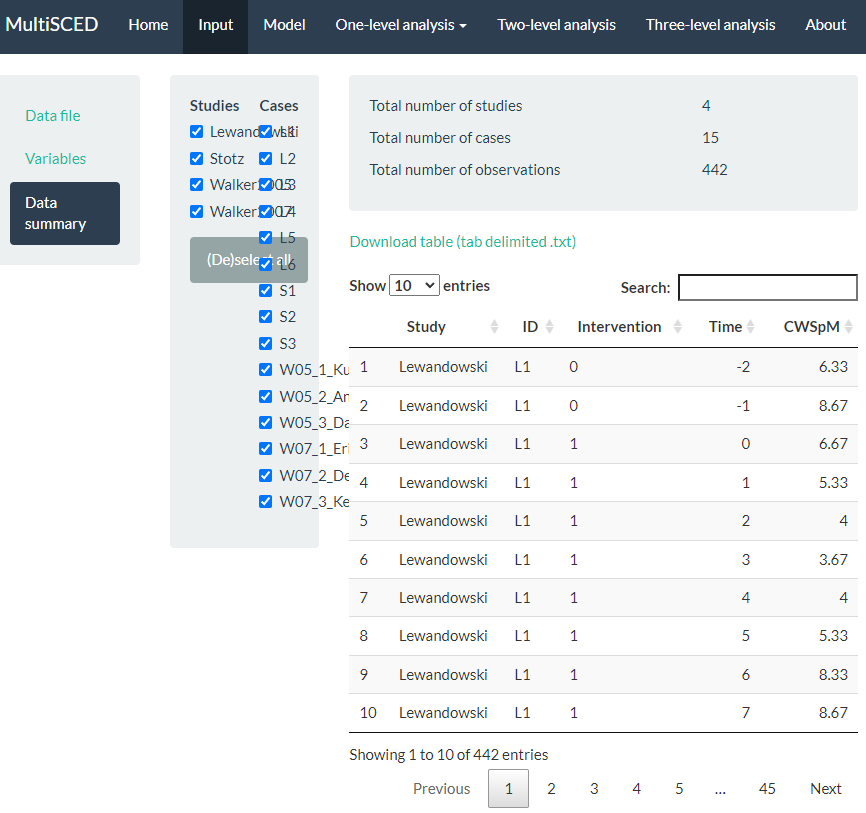 MultiSCED Home Input Model One-level analysis Two-level analysis Three-level analysis About
Data file
Variables
Data
summary
Studies Cases
Lewandowski L1
Stotz L2
Walker2005 L3
Walker2007 L4
L5
(De)select all L6
S1
S2
S3
W05_1_Ku
W05_2_
W05_3_Da
W07_1_Eri
W07_2_De
W07_3_Ke
Total number of studies 4
Total number of cases 15
Total number of observations 442
Download table (tab delimited .txt)
Show 10 entries Search:
Study ID Intervention Time CWSpM
1 Lewandowski L1 0 -2 6.33
2 Lewandowski L1 0 -1 8.67
3 Lewandowski L1 1 0 6.67
4 Lewandowski L1 1 1 5.33
5 Lewandowski L1 1 2 4
6 Lewandowski L1 1 3 3.67
7 Lewandowski L1 1 4 4
8 Lewandowski L1 1 5 5.33
9 Lewandowski L1 1 6 8.33
10 Lewandowski L1 1 7 8.67
Showing 1 to 10 of 442 entries
Previous 1 2 3 4 5 … 45 Next